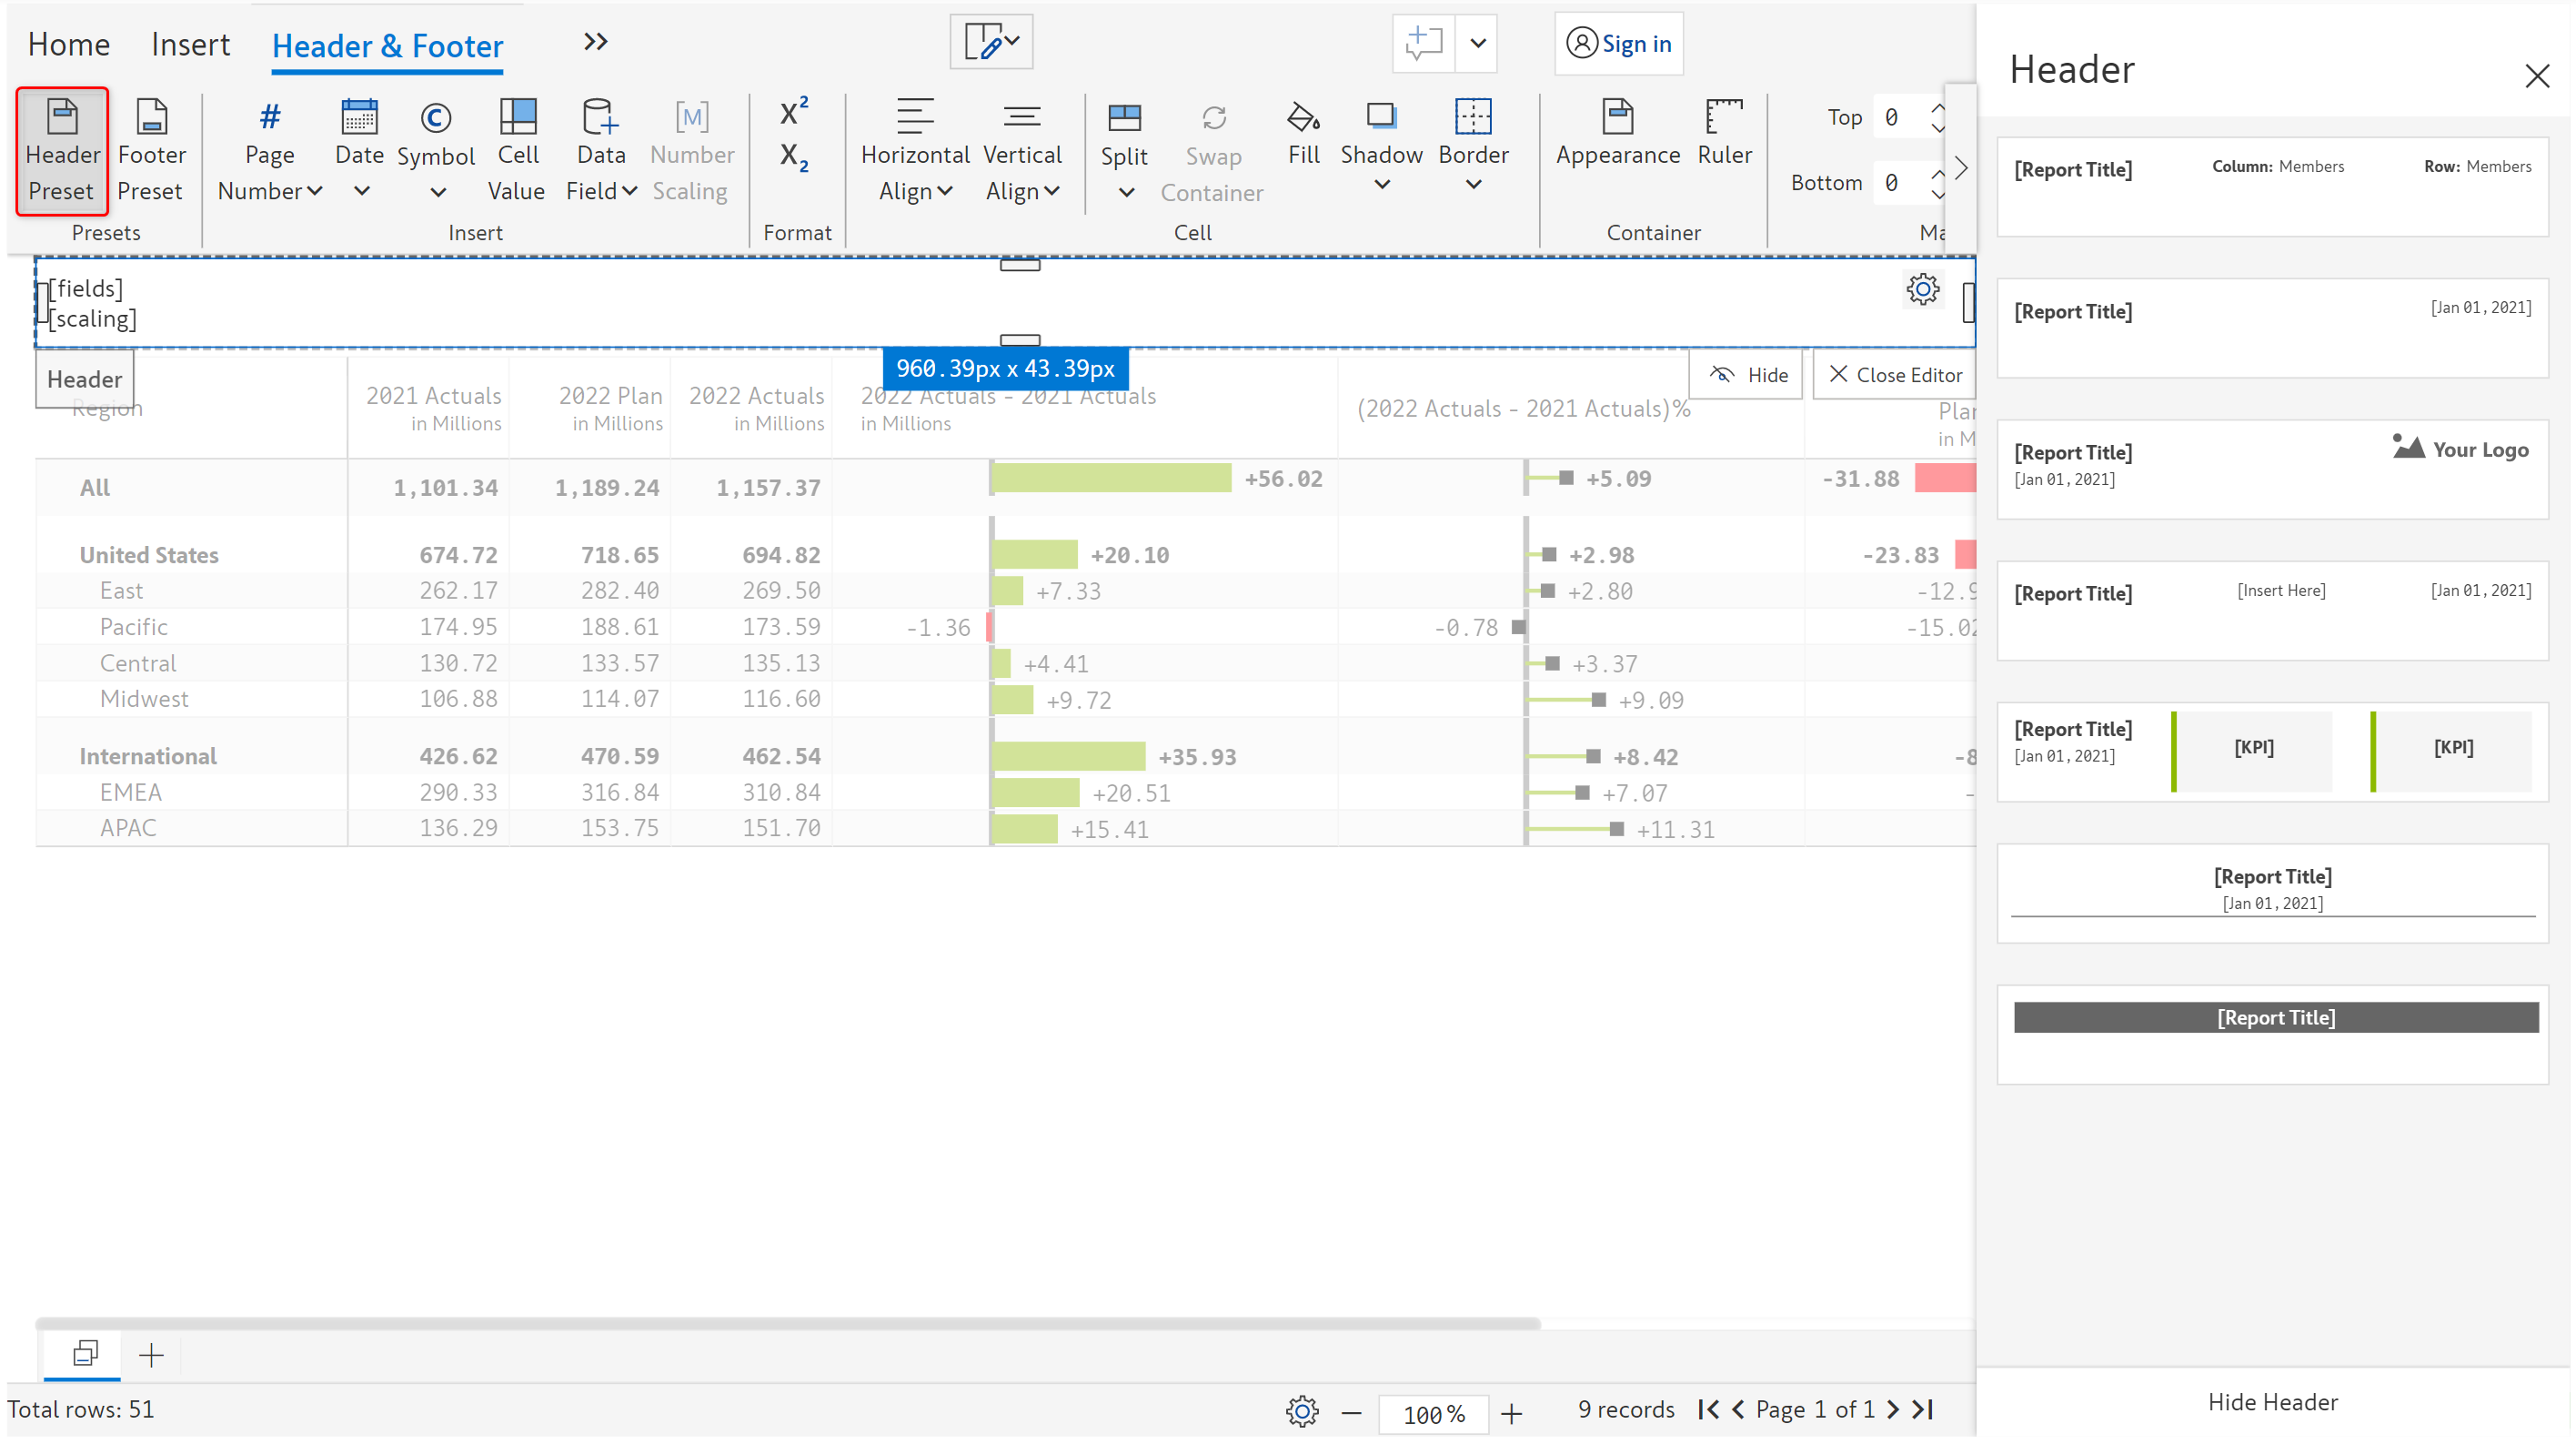 Home Insert Header & Footer
Sign in
Header Preset
Footer Preset
Presets
# Page Number
Date
Symbol
Cell Value
Data Field
[M] Number Scaling
Insert
X²
X₂
Format
Horizontal Align
Vertical Align
Split
Swap Container
Fill
Shadow
Border
Cell
Appearance
Ruler
Container
Top 0
Bottom 0
Ma
[fields]
[scaling]
Header
960.39px x 43.39px
Hide
Close Editor
Region
2021 Actuals in Millions
2022 Plan in Millions
2022 Actuals in Millions
2022 Actuals - 2021 Actuals in Millions
(2022 Actuals - 2021 Actuals)%
Plan
in M
All 1,101.34 1,189.24 1,157.37 +56.02 +5.09 -31.88
United States 674.72 718.65 694.82 +20.10 +2.98 -23.83
East 262.17 282.40 269.50 +7.33 +2.80 -12.9
Pacific 174.95 188.61 173.59 -1.36 -0.78 -15.02
Central 130.72 133.57 135.13 +4.41 +3.37
Midwest 106.88 114.07 116.60 +9.72 +9.09
International 426.62 470.59 462.54 +35.93 +8.42 -8
EMEA 290.33 316.84 310.84 +20.51 +7.07 -
APAC 136.29 153.75 151.70 +15.41 +11.31
Total rows: 51
100 %
9 records
Page 1 of 1
Header
[Report Title] Column: Members Row: Members
[Report Title] [Jan 01, 2021]
[Report Title] Your Logo
[Jan 01, 2021]
[Report Title] [Insert Here] [Jan 01, 2021]
[Report Title] [KPI] [KPI]
[Jan 01, 2021]
[Report Title]
[Jan 01, 2021]
[Report Title]
Hide Header